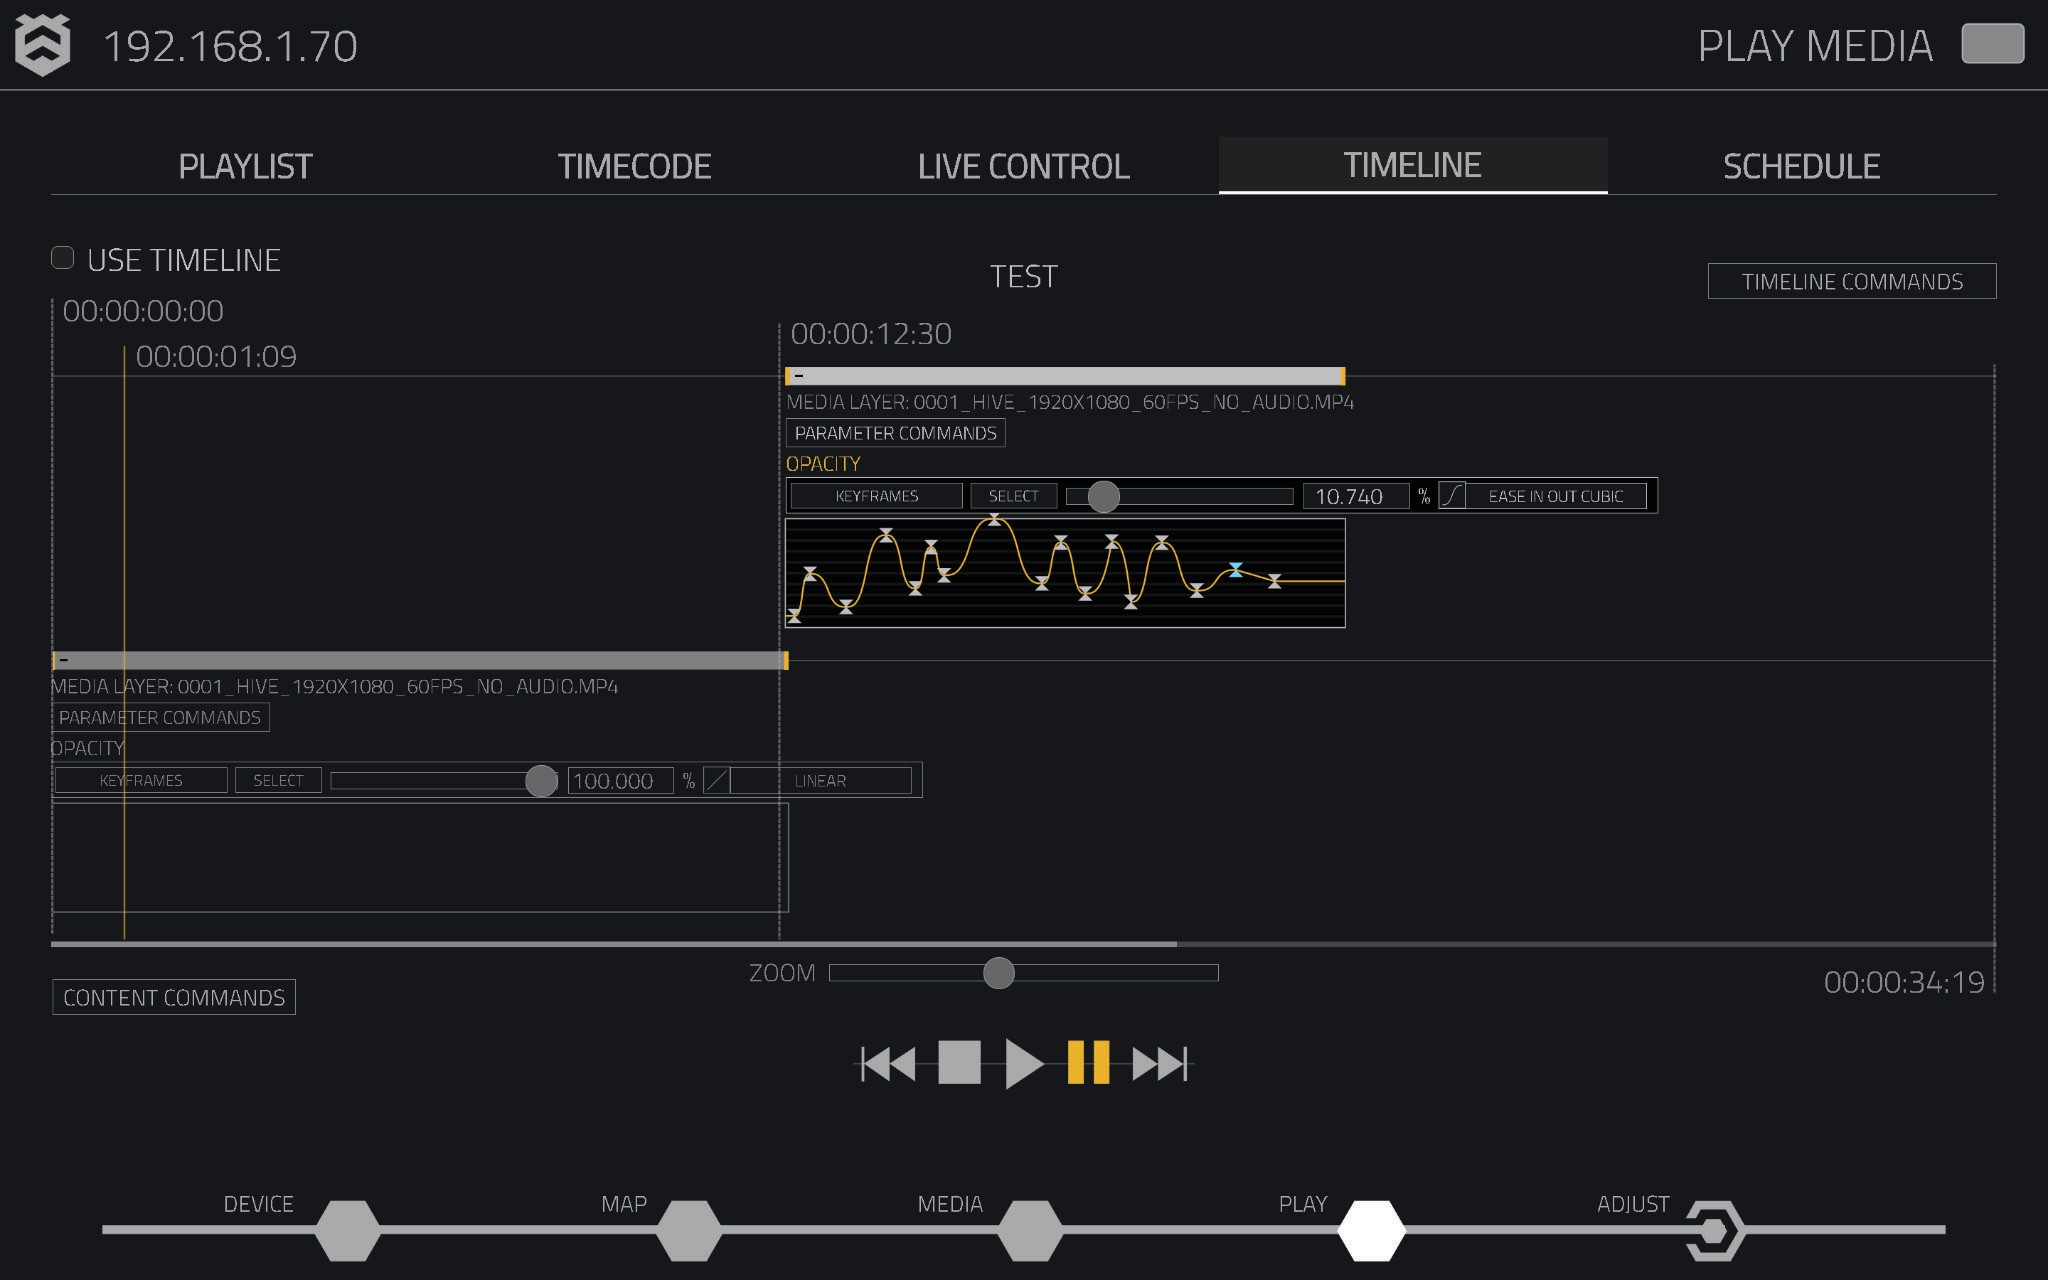 192.168.1.70
PLAY MEDIA
PLAYLIST
TIMECODE
LIVE CONTROL
TIMELINE
SCHEDULE
USE TIMELINE
TEST
TIMELINE COMMANDS
00:00:00:00
00:00:12:30
00:00:01:09
-
MEDIA LAYER: 0001_HIVE_1920X1080_60FPS_NO_AUDIO.MP4
PARAMETER COMMANDS
OPACITY
KEYFRAMES
SELECT
10.740
%
EASE IN OUT CUBIC
-
MEDIA LAYER: 0001_HIVE_1920X1080_60FPS_NO_AUDIO.MP4
PARAMETER COMMANDS
OPACITY
KEYFRAMES
SELECT
100.000
%
LINEAR
ZOOM
00:00:34:19
CONTENT COMMANDS
DEVICE
MAP
MEDIA
PLAY
ADJUST